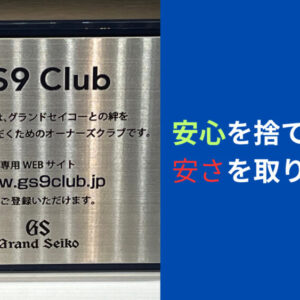 S9 Club
は、グランドセイコーとの絆を
だくためのオーナーズクラブです。
専用 WEB サイト
w.gs9club.jp
ご登録いただけます。
GS
Grand Seiko
安心を捨て
安さを取り